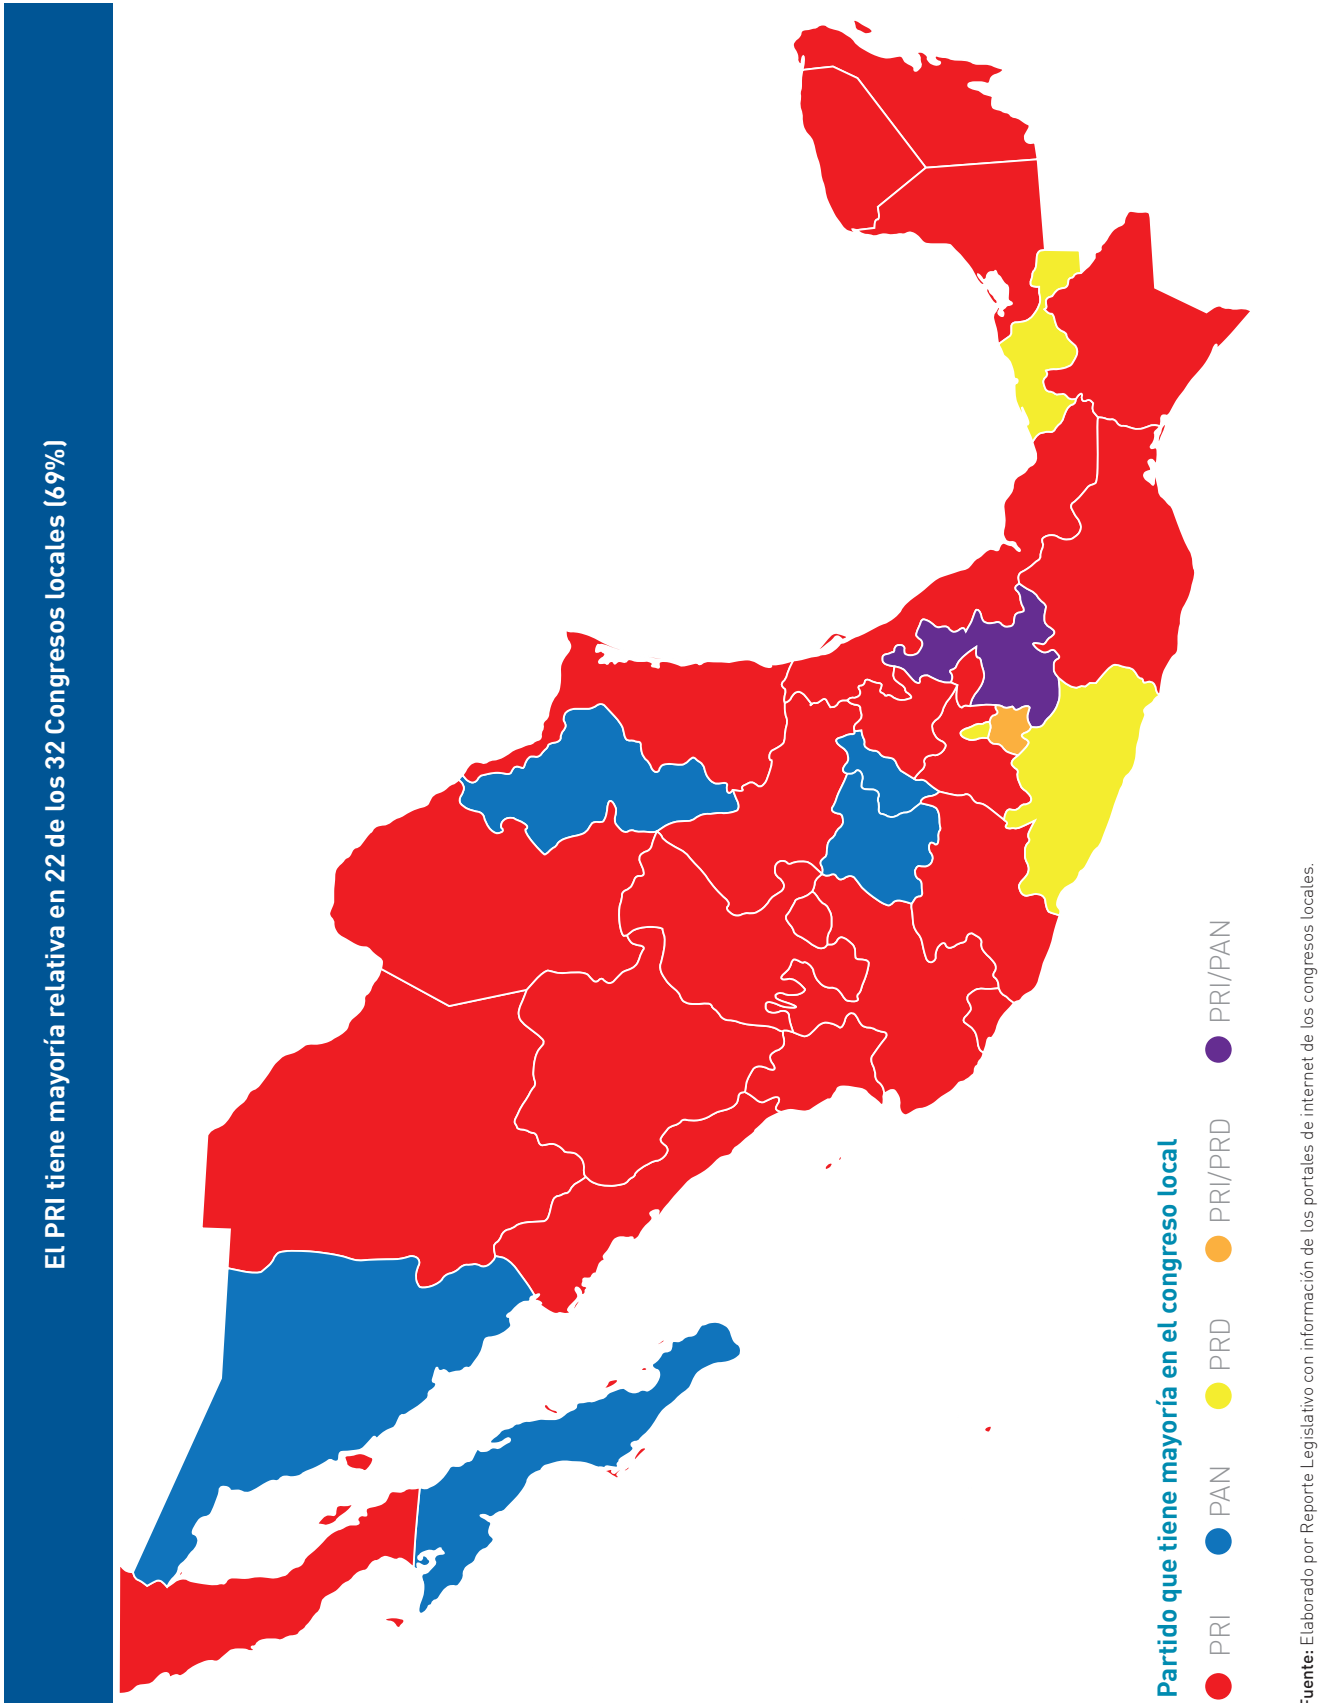 El PRI tiene mayoría relativa en 22 de los 32 Congresos locales (69%)
Partido que tiene mayoría en el congreso local
PRI
PAN
PRD
PRI/PRD
PRI/PAN
Fuente: Elaborado por Reporte Legislativo con información de los portales de internet de los congresos locales.